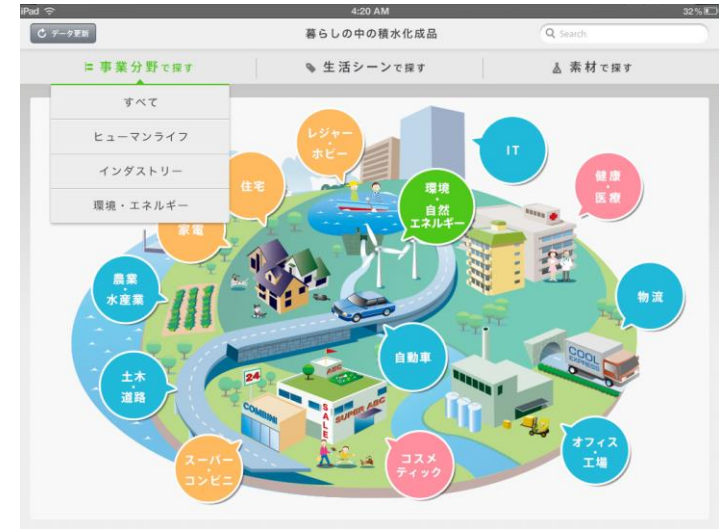 iPad
4:20 AM
32%
データ更新
暮らしの中の積水化成品
Search
事業分野で探す
生活シーンで探す
素材で探す
すべて
ヒューマンライフ
インダストリー
環境・エネルギー
レジャー・
ホビー
IT
住宅
環境
・
自然
エネルギー
健康
・
医療
家電
農業
・
水産業
物流
自動車
COOL
EXPRESS
土木
・
道路
24
COMBINI
ABC
SALE
SUPER ABC
スーパー
・
コンビニ
コスメ
ティック
オフィス
・
工場